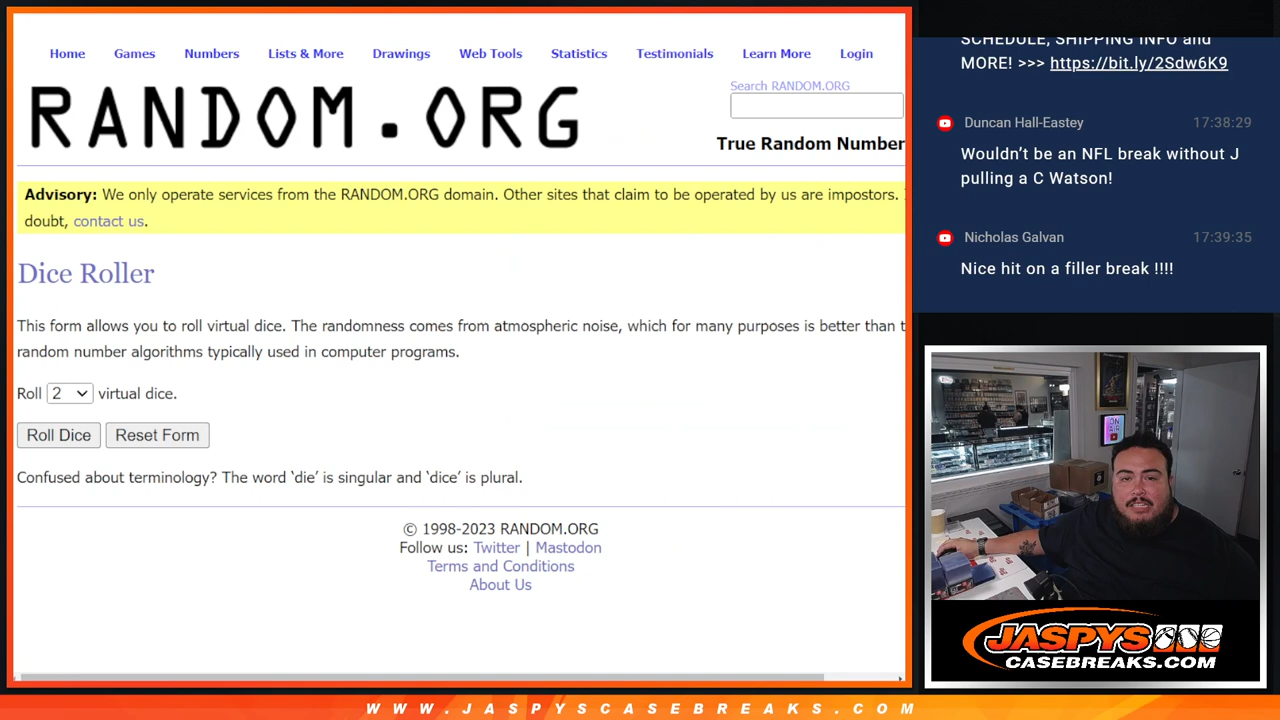 Home Games Numbers Lists & More Drawings Web Tools Statistics Testimonials Learn More Login
RANDOM.ORG
Search RANDOM.ORG
True Random Number
Advisory: We only operate services from the RANDOM.ORG domain. Other sites that claim to be operated by us are impostors.
doubt, contact us.
Dice Roller
This form allows you to roll virtual dice. The randomness comes from atmospheric noise, which for many purposes is better than t
random number algorithms typically used in computer programs.
Roll 2 virtual dice.
Roll Dice Reset Form
Confused about terminology? The word ‘die’ is singular and ‘dice’ is plural.
© 1998-2023 RANDOM.ORG
Follow us: Twitter | Mastodon
Terms and Conditions
About Us
SCHEDULE, SHIPPING INFO and
MORE! >>> https://bit.ly/2Sdw6K9
Duncan Hall-Eastey 17:38:29
Wouldn’t be an NFL break without J
pulling a C Watson!
Nicholas Galvan 17:39:35
Nice hit on a filler break !!!!
ON
AIR
JASPYS
CASEBREAKS.COM
WWW.JASPYSCASEBREAKS.COM